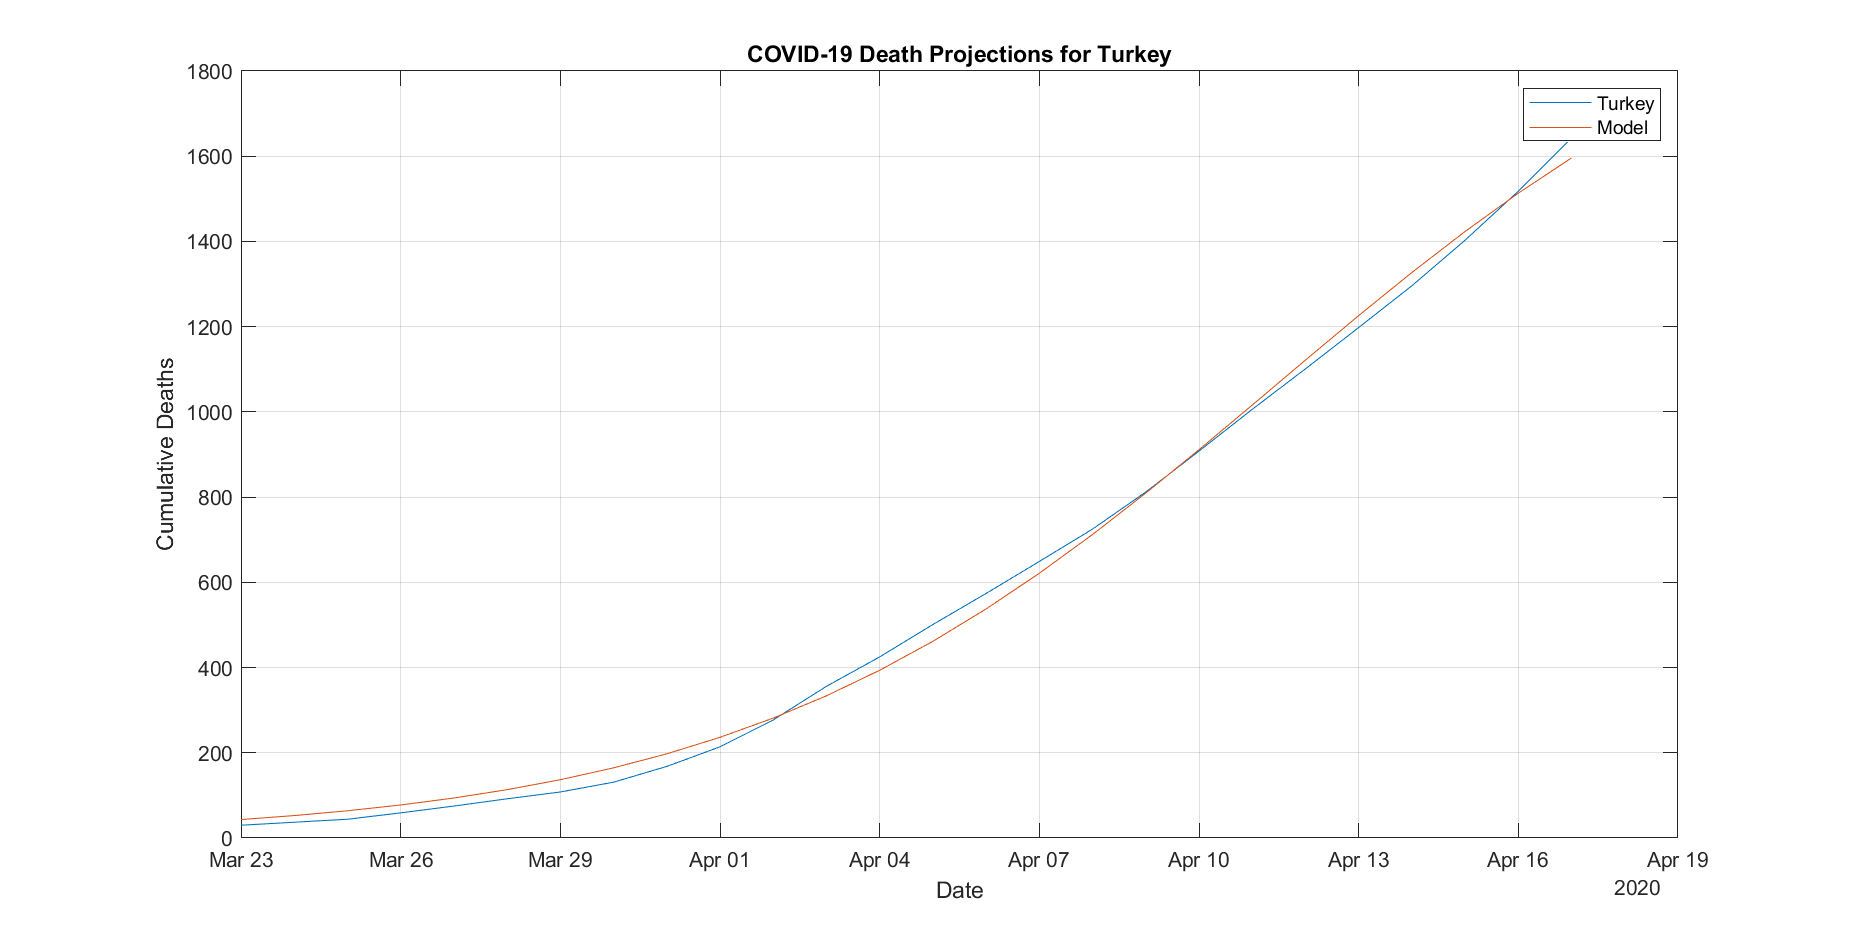 COVID-19 Death Projections for Turkey
1800
1600
1400
1200
1000
800
600
400
200
0
Cumulative Deaths
Turkey
Model
Mar 23
Mar 26
Mar 29
Apr 01
Apr 04
Apr 07
Apr 10
Apr 13
Apr 16
Apr 19
2020
Date